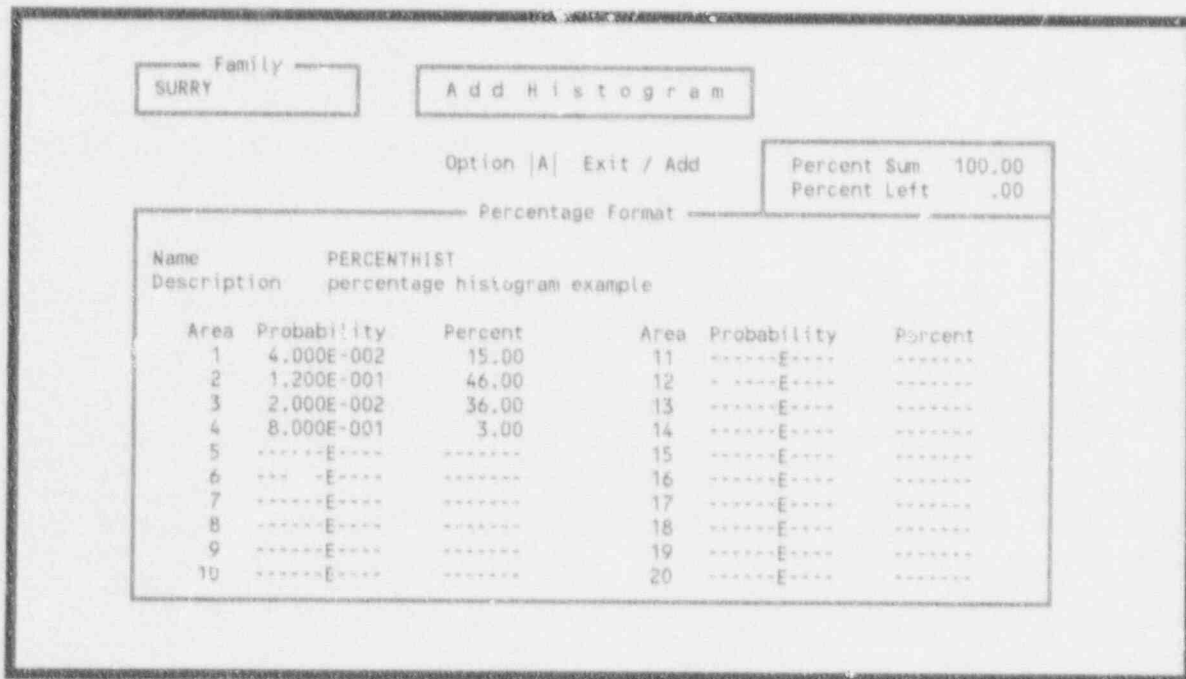 Family
SURRY
Add Histogram
Option |A| Exit / Add
Percent Sum 100.00
Percent Left .00
Percentage Format
Name PERCENTHIST
Description percentage histogram example
Area Probability Percent Area Probability Percent
1 4.000E-002 15.00 11 ------E---- -------
2 1.200E-001 46.00 12 - ----E---- -------
3 2.000E-002 36.00 13 ------E---- -------
4 8.000E-001 3.00 14 ------E---- -------
5 ------E---- ------- 15 ------E---- -------
6 --- -E---- ------- 16 ------E---- -------
7 ------E---- ------- 17 ------E---- -------
8 ------E---- ------- 18 ------E---- -------
9 ------E---- ------- 19 ------E---- -------
10 ------E---- ------- 20 ------E---- -------